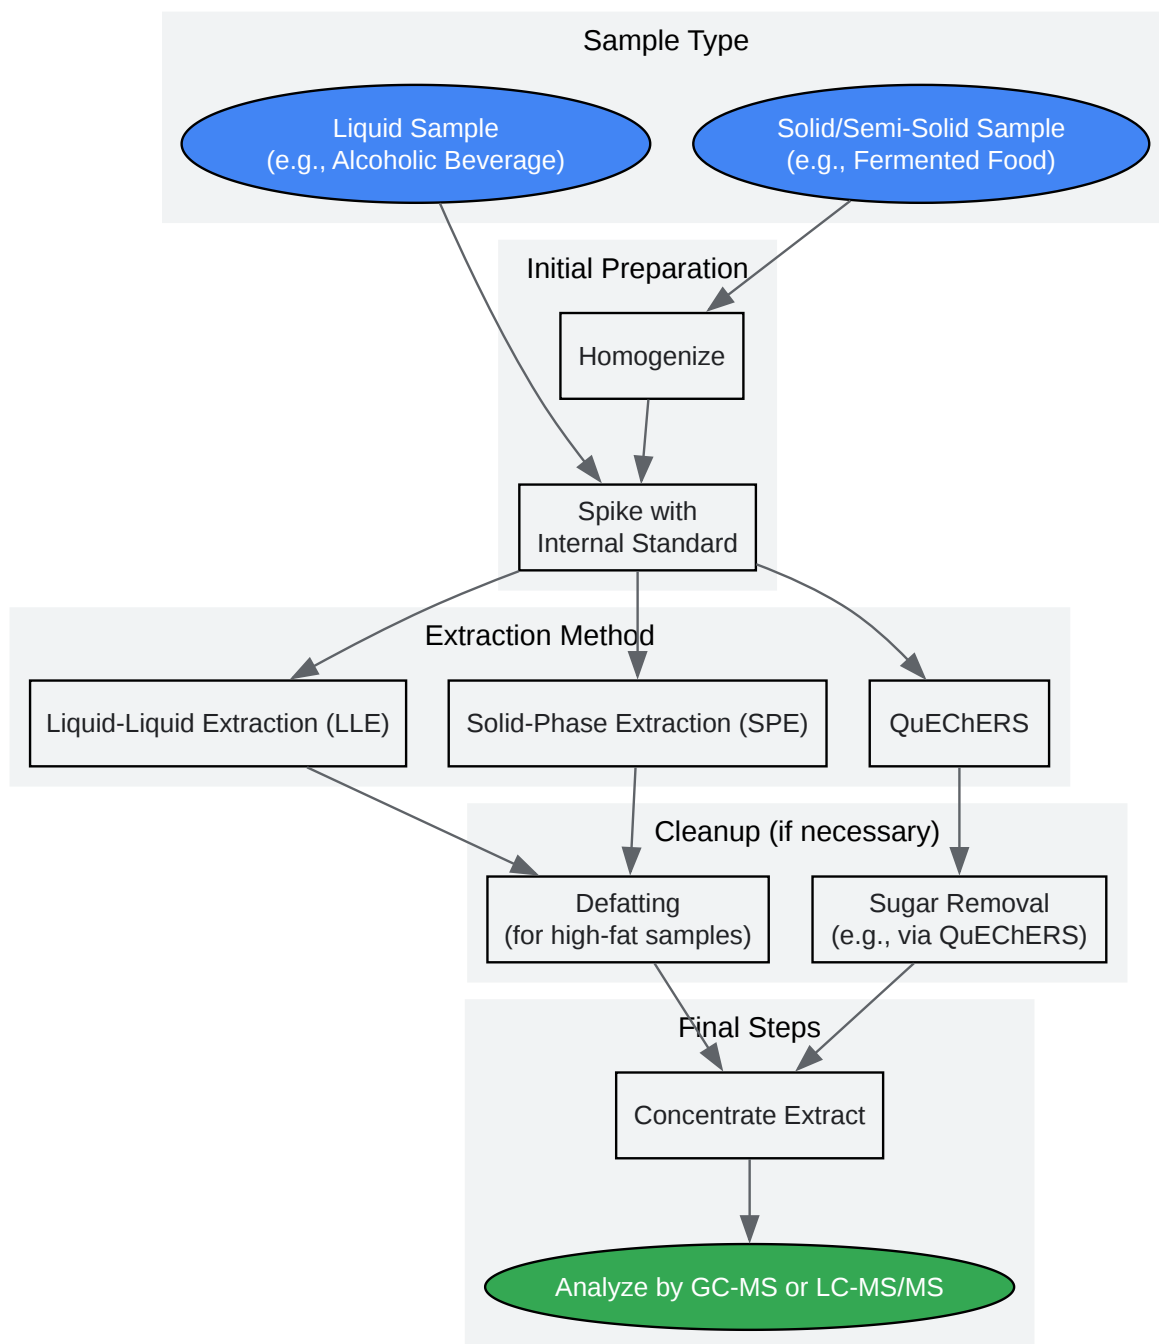 Sample Type
Liquid Sample
(e.g., Alcoholic Beverage)
Solid/Semi-Solid Sample
(e.g., Fermented Food)
Initial Preparation
Homogenize
Spike with
Internal Standard
Extraction Method
Liquid-Liquid Extraction (LLE)
Solid-Phase Extraction (SPE)
QuEChERS
Cleanup (if necessary)
Defatting
(for high-fat samples)
Sugar Removal
(e.g., via QuEChERS)
Final Steps
Concentrate Extract
Analyze by GC-MS or LC-MS/MS